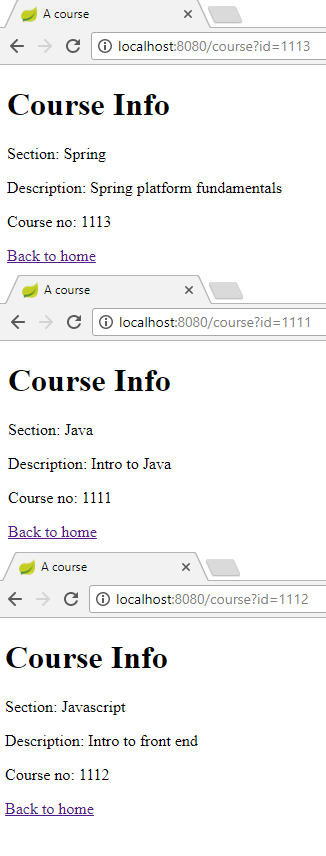 A course
localhost:8080/course?id=1113
Course Info
Section: Spring
Description: Spring platform fundamentals
Course no: 1113
Back to home
A course
localhost:8080/course?id=1111
Course Info
Section: Java
Description: Intro to Java
Course no: 1111
Back to home
A course
localhost:8080/course?id=1112
Course Info
Section: Javascript
Description: Intro to front end
Course no: 1112
Back to home